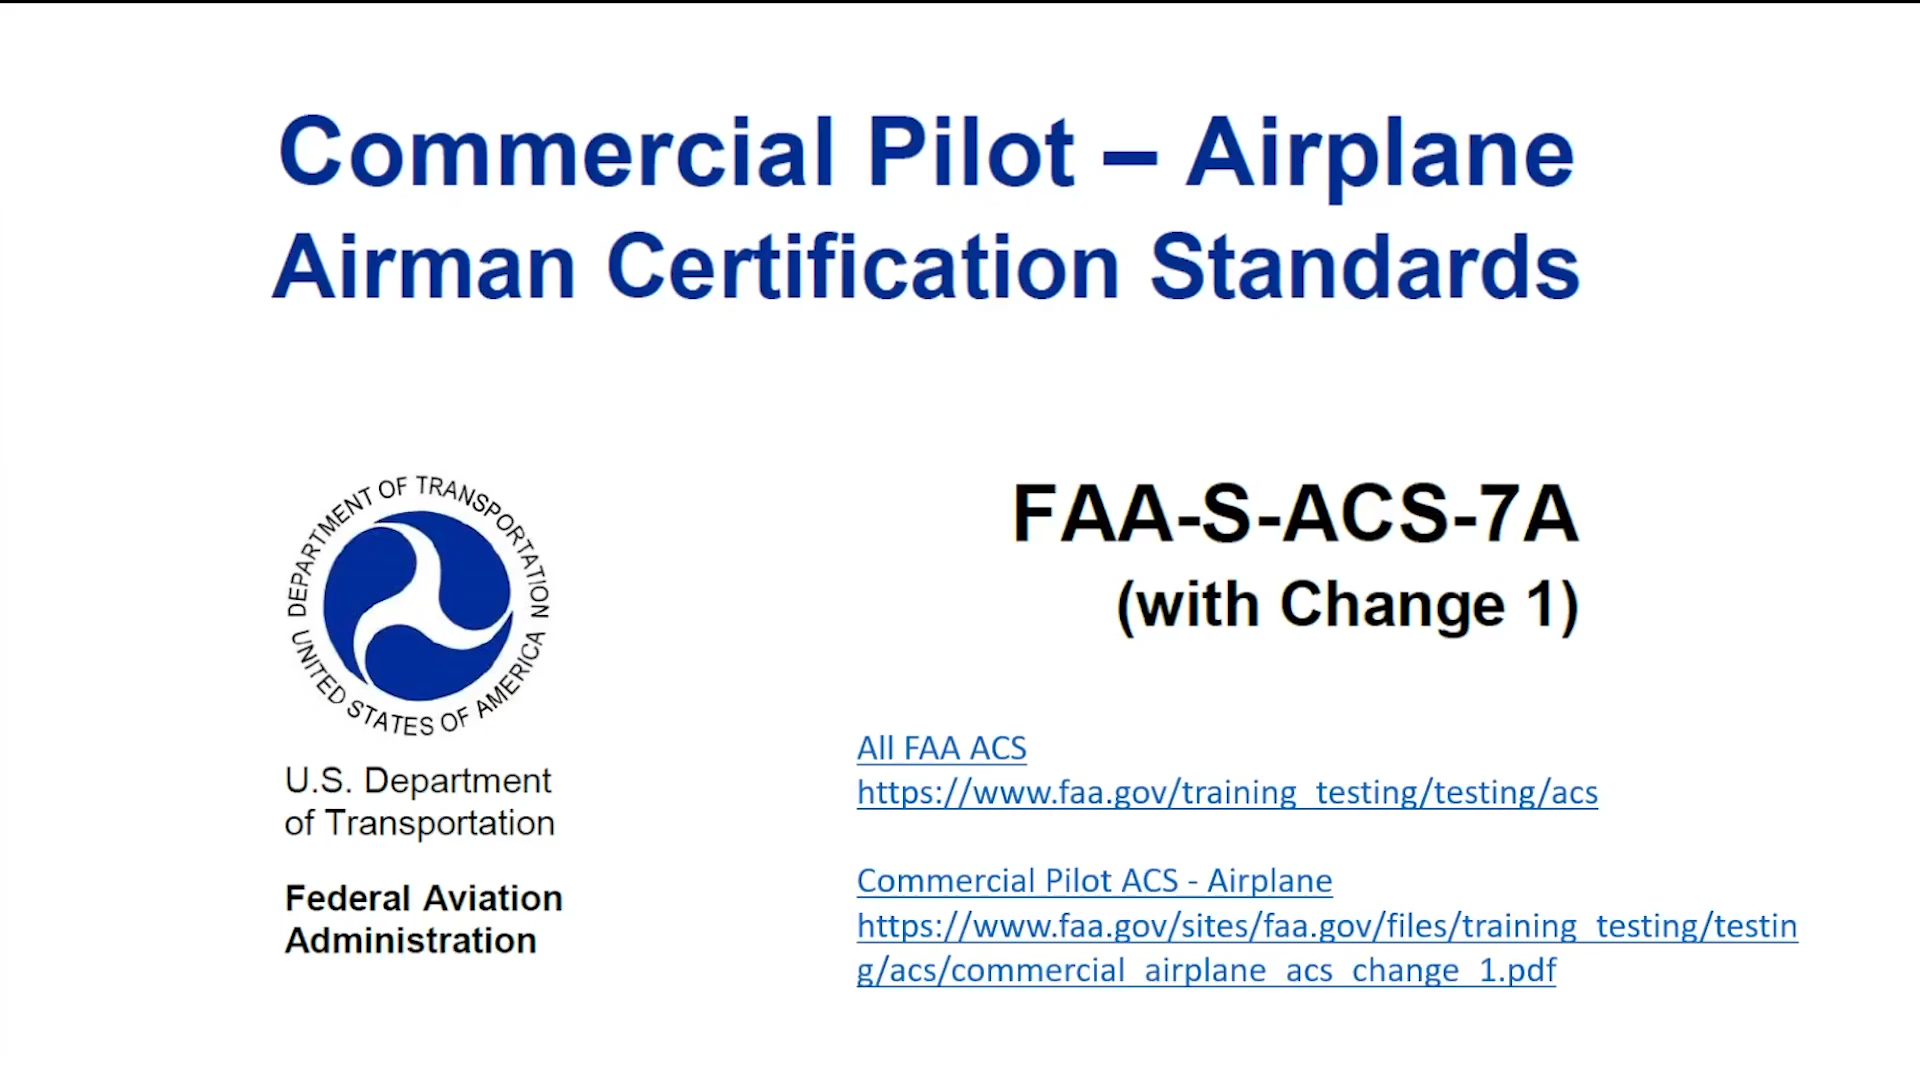 Commercial Pilot – Airplane
Airman Certification Standards
DEPARTMENT OF TRANSPORTATION
UNITED STATES OF AMERICA
U.S. Department
of Transportation
Federal Aviation
Administration
FAA-S-ACS-7A
(with Change 1)
All FAA ACS
https://www.faa.gov/training_testing/testing/acs
Commercial Pilot ACS - Airplane
https://www.faa.gov/sites/faa.gov/files/training_testing/testin
g/acs/commercial_airplane_acs_change_1.pdf